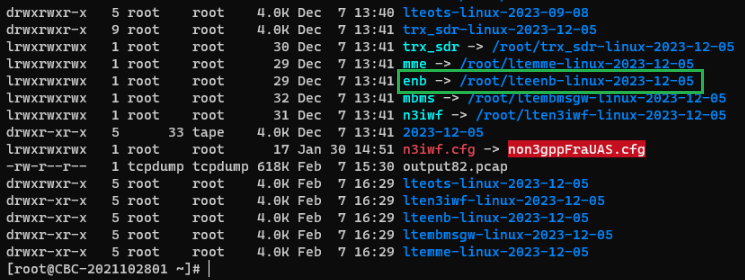 drwxrwxr-x 5 root root 4.0K Dec 7 13:40 lteots-linux-2023-09-08
drwxrwxr-x 9 root root 4.0K Dec 7 13:41 trx_sdr-linux-2023-12-05
lrwxrwxrwx 1 root root 30 Dec 7 13:41 trx_sdr -> /root/trx_sdr-linux-2023-12-05
lrwxrwxrwx 1 root root 29 Dec 7 13:41 mme -> /root/ltemme-linux-2023-12-05
lrwxrwxrwx 1 root root 29 Dec 7 13:41 enb -> /root/lteenb-linux-2023-12-05
lrwxrwxrwx 1 root root 32 Dec 7 13:41 mbms -> /root/ltembmsgw-linux-2023-12-05
lrwxrwxrwx 1 root root 31 Dec 7 13:41 n3iwf -> /root/lten3iwf-linux-2023-12-05
drwxr-xr-x 5 33 tape 4.0K Dec 7 13:41 2023-12-05
lrwxrwxrwx 1 root root 17 Jan 30 14:51 n3iwf.cfg -> non3gppFraUAS.cfg
-rw-r--r-- 1 tcpdump tcpdump 618K Feb 7 15:30 output82.pcap
drwxr-xr-x 5 root root 4.0K Feb 7 16:29 lteots-linux-2023-12-05
drwxr-xr-x 5 root root 4.0K Feb 7 16:29 lten3iwf-linux-2023-12-05
drwxr-xr-x 5 root root 4.0K Feb 7 16:29 lteenb-linux-2023-12-05
drwxr-xr-x 5 root root 4.0K Feb 7 16:29 ltembmsgw-linux-2023-12-05
drwxr-xr-x 5 root root 4.0K Feb 7 16:29 ltemme-linux-2023-12-05
[root@CBC-2021102801 ~]#